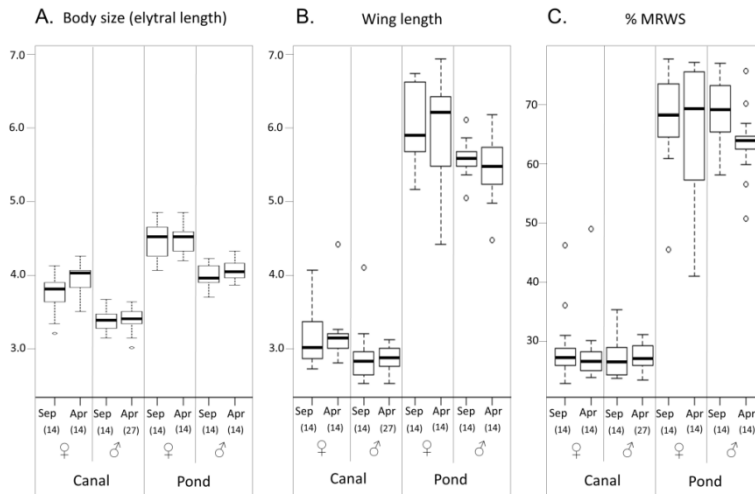 A. Body size (elytral length) B. Wing length C. % MRWS
7.0 7.0 70
6.0 6.0 60
5.0 5.0 50
4.0 4.0 40
3.0 3.0 30
Sep Apr Sep Apr Sep Apr Sep Apr Sep Apr Sep Apr Sep Apr Sep Apr Sep Apr Sep Apr Sep Apr Sep Apr
(14) (14) (14) (27) (14) (14) (14) (14) (14) (14) (14) (27) (14) (14) (14) (14) (14) (14) (14) (27) (14) (14) (14) (14)
♀ ♂ ♀ ♂ ♀ ♂ ♀ ♂ ♀ ♂ ♀ ♂
Canal Pond Canal Pond Canal Pond